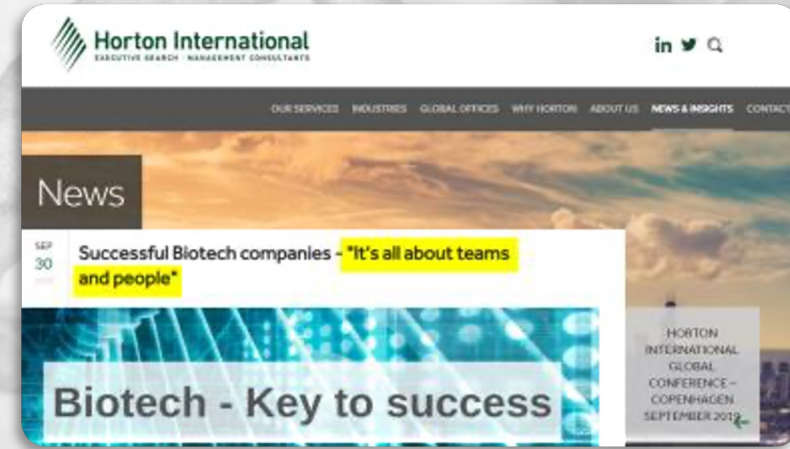 Horton International
EXECUTIVE SEARCH - MANAGEMENT CONSULTANTS
in
OUR SERVICES INDUSTRIES GLOBAL OFFICES WHY HORTON ABOUT US NEWS & INSIGHTS CONTACT
News
SEP
30
Successful Biotech companies - "It's all about teams
and people"
Biotech - Key to success
HORTON
INTERNATIONAL
GLOBAL
CONFERENCE –
COPENHAGEN
SEPTEMBER 2019